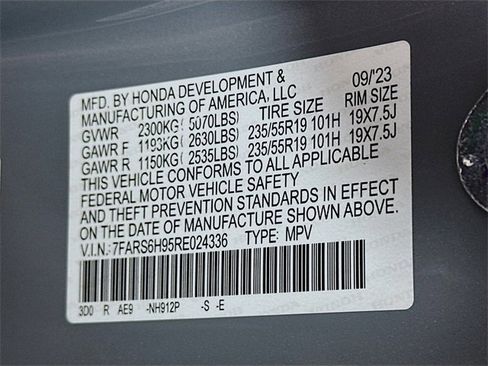 MFD. BY HONDA DEVELOPMENT & 09/'23
MANUFACTURING OF AMERICA, LLC
GVWR 2300KG( 5070LBS) TIRE SIZE RIM SIZE
GAWR F 1193KG( 2630LBS) 235/55R19 101H 19X7.5J
GAWR R 1150KG( 2535LBS) 235/55R19 101H 19X7.5J
THIS VEHICLE CONFORMS TO ALL APPLICABLE
FEDERAL MOTOR VEHICLE SAFETY
AND THEFT PREVENTION STANDARDS IN EFFECT
ON THE DATE OF MANUFACTURE SHOWN ABOVE.
V.I.N.:7FARS6H95RE024336 TYPE: MPV
3D0 R AE9 -NH912P -S -E